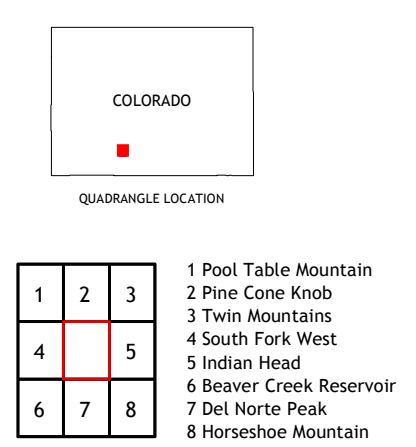 COLORADO
QUADRANGLE LOCATION
1 2 3
4 5
6 7 8
1 Pool Table Mountain
2 Pine Cone Knob
3 Twin Mountains
4 South Fork West
5 Indian Head
6 Beaver Creek Reservoir
7 Del Norte Peak
8 Horseshoe Mountain